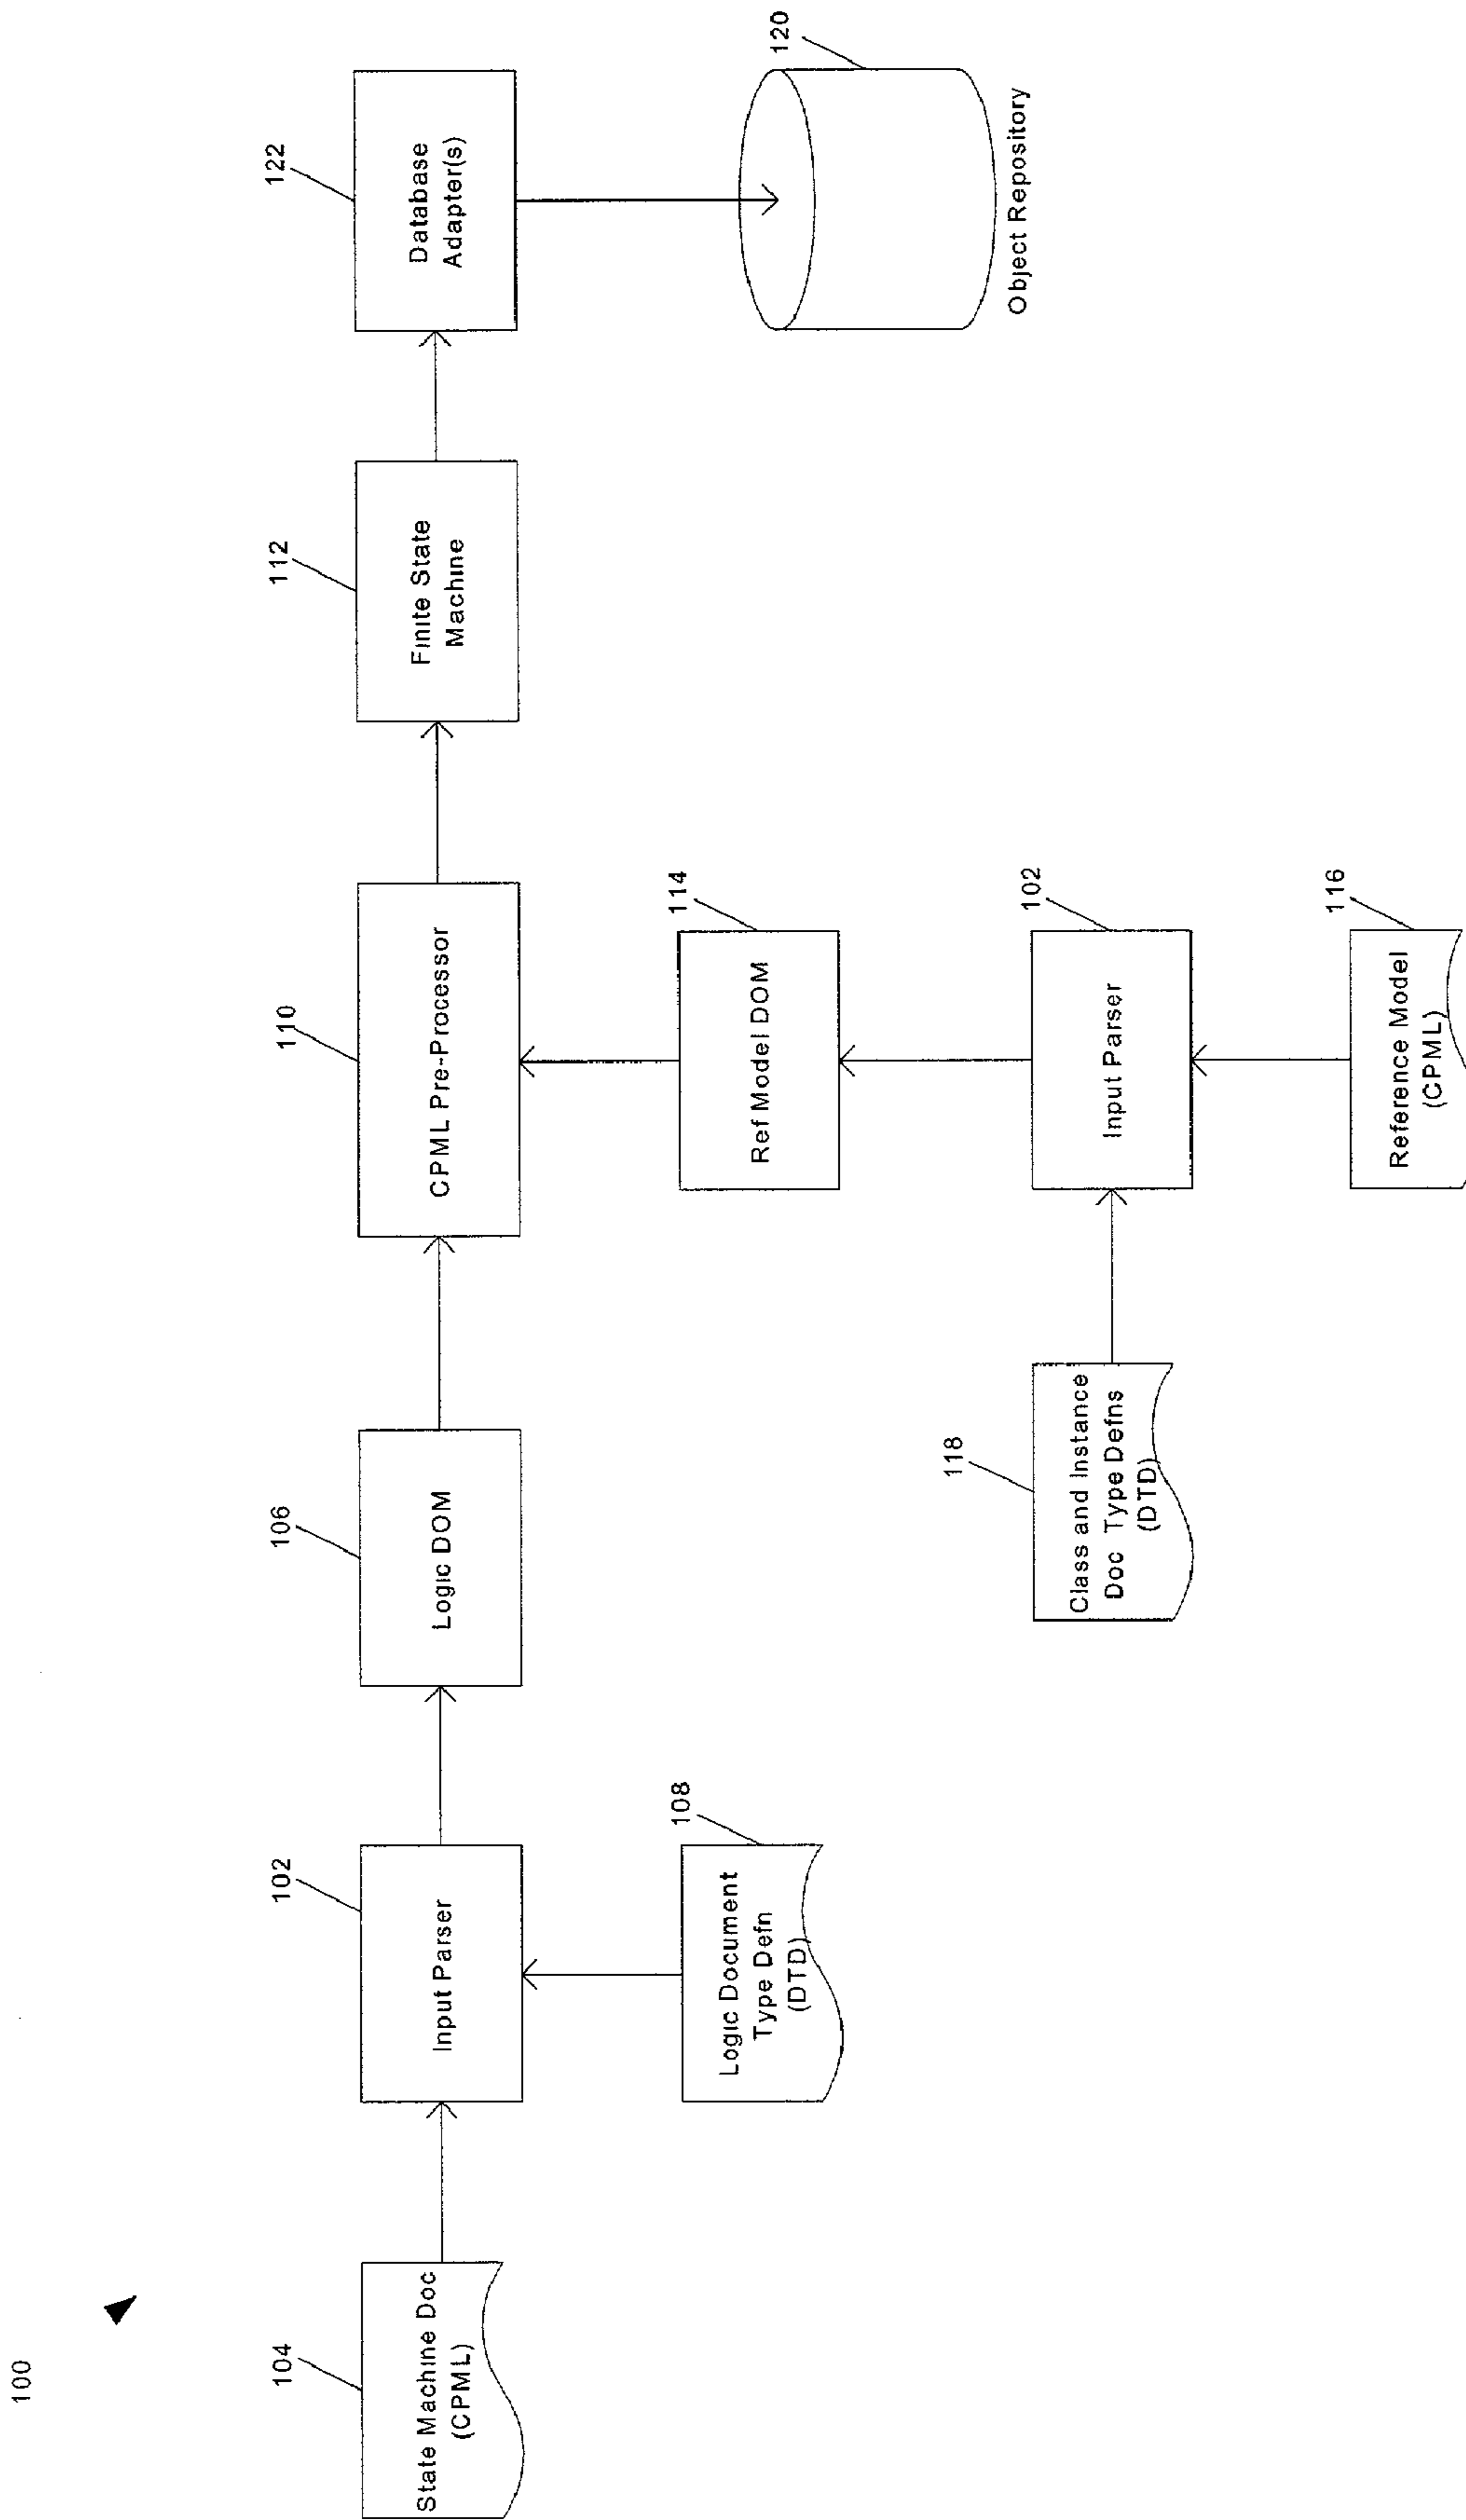 100
104
State Machine Doc
(CPML)
102
Input Parser
108
Logic Document
Type Defn
(DTD)
106
Logic DOM
110
CPML Pre-Processor
114
Ref Model DOM
102
Input Parser
116
Reference Model
(CPML)
118
Class and Instance
Doc Type Defns
(DTD)
112
Finite State
Machine
122
Database
Adapter(s)
120
Object Repository